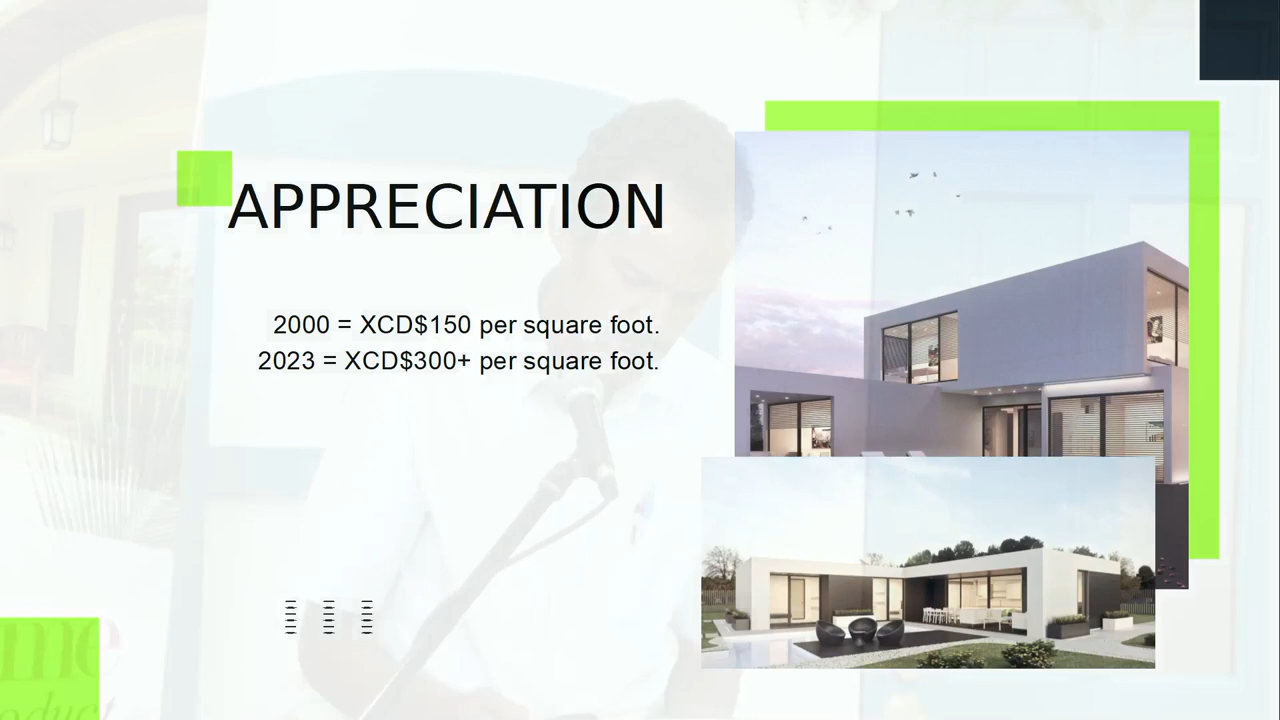 APPRECIATION
2000 = XCD$150 per square foot.
2023 = XCD$300+ per square foot.